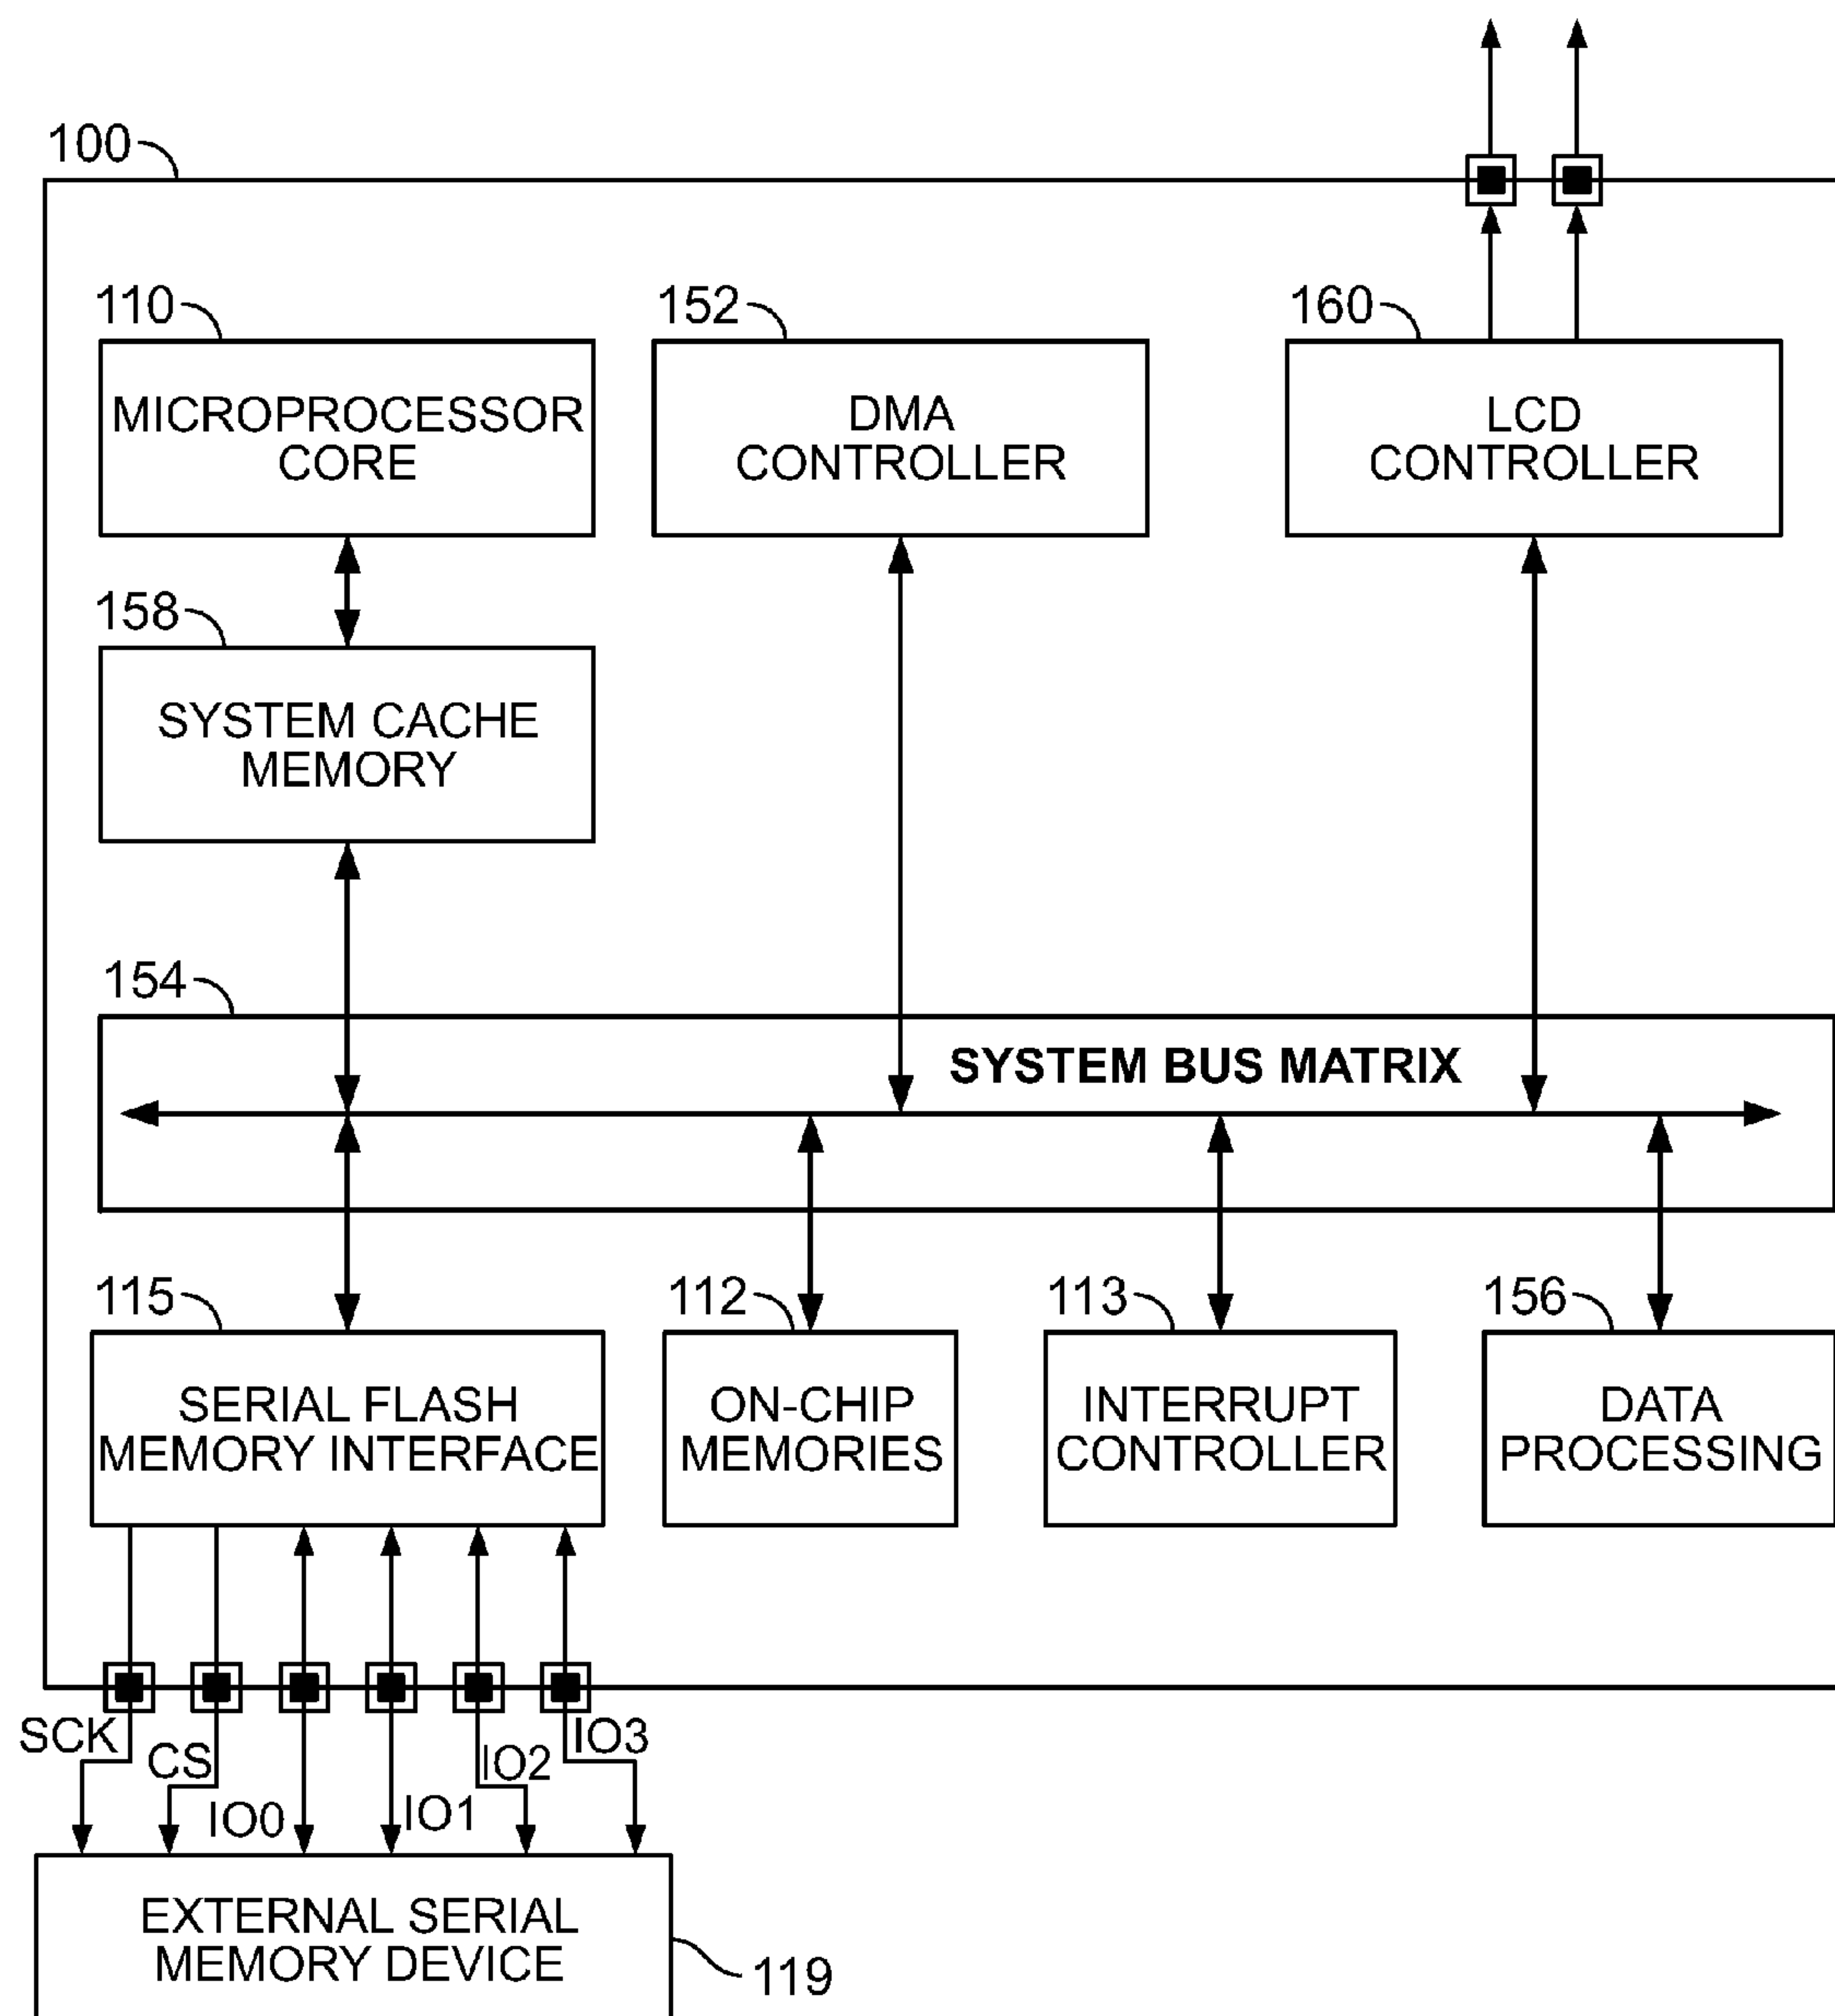 100
110
152
160
MICROPROCESSOR
CORE
DMA
CONTROLLER
LCD
CONTROLLER
158
SYSTEM CACHE
MEMORY
154
SYSTEM BUS MATRIX
115
112
113
156
SERIAL FLASH
MEMORY INTERFACE
ON-CHIP
MEMORIES
INTERRUPT
CONTROLLER
DATA
PROCESSING
SCK
CS
IO0
IO1
IO2
IO3
EXTERNAL SERIAL
MEMORY DEVICE
119